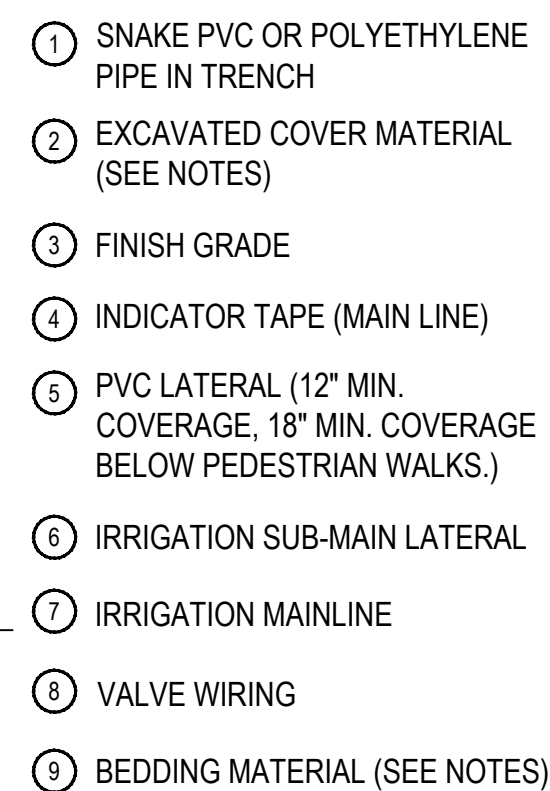 1 SNAKE PVC OR POLYETHYLENE
PIPE IN TRENCH
2 EXCAVATED COVER MATERIAL
(SEE NOTES)
3 FINISH GRADE
4 INDICATOR TAPE (MAIN LINE)
5 PVC LATERAL (12" MIN.
COVERAGE, 18" MIN. COVERAGE
BELOW PEDESTRIAN WALKS.)
6 IRRIGATION SUB-MAIN LATERAL
7 IRRIGATION MAINLINE
8 VALVE WIRING
9 BEDDING MATERIAL (SEE NOTES)